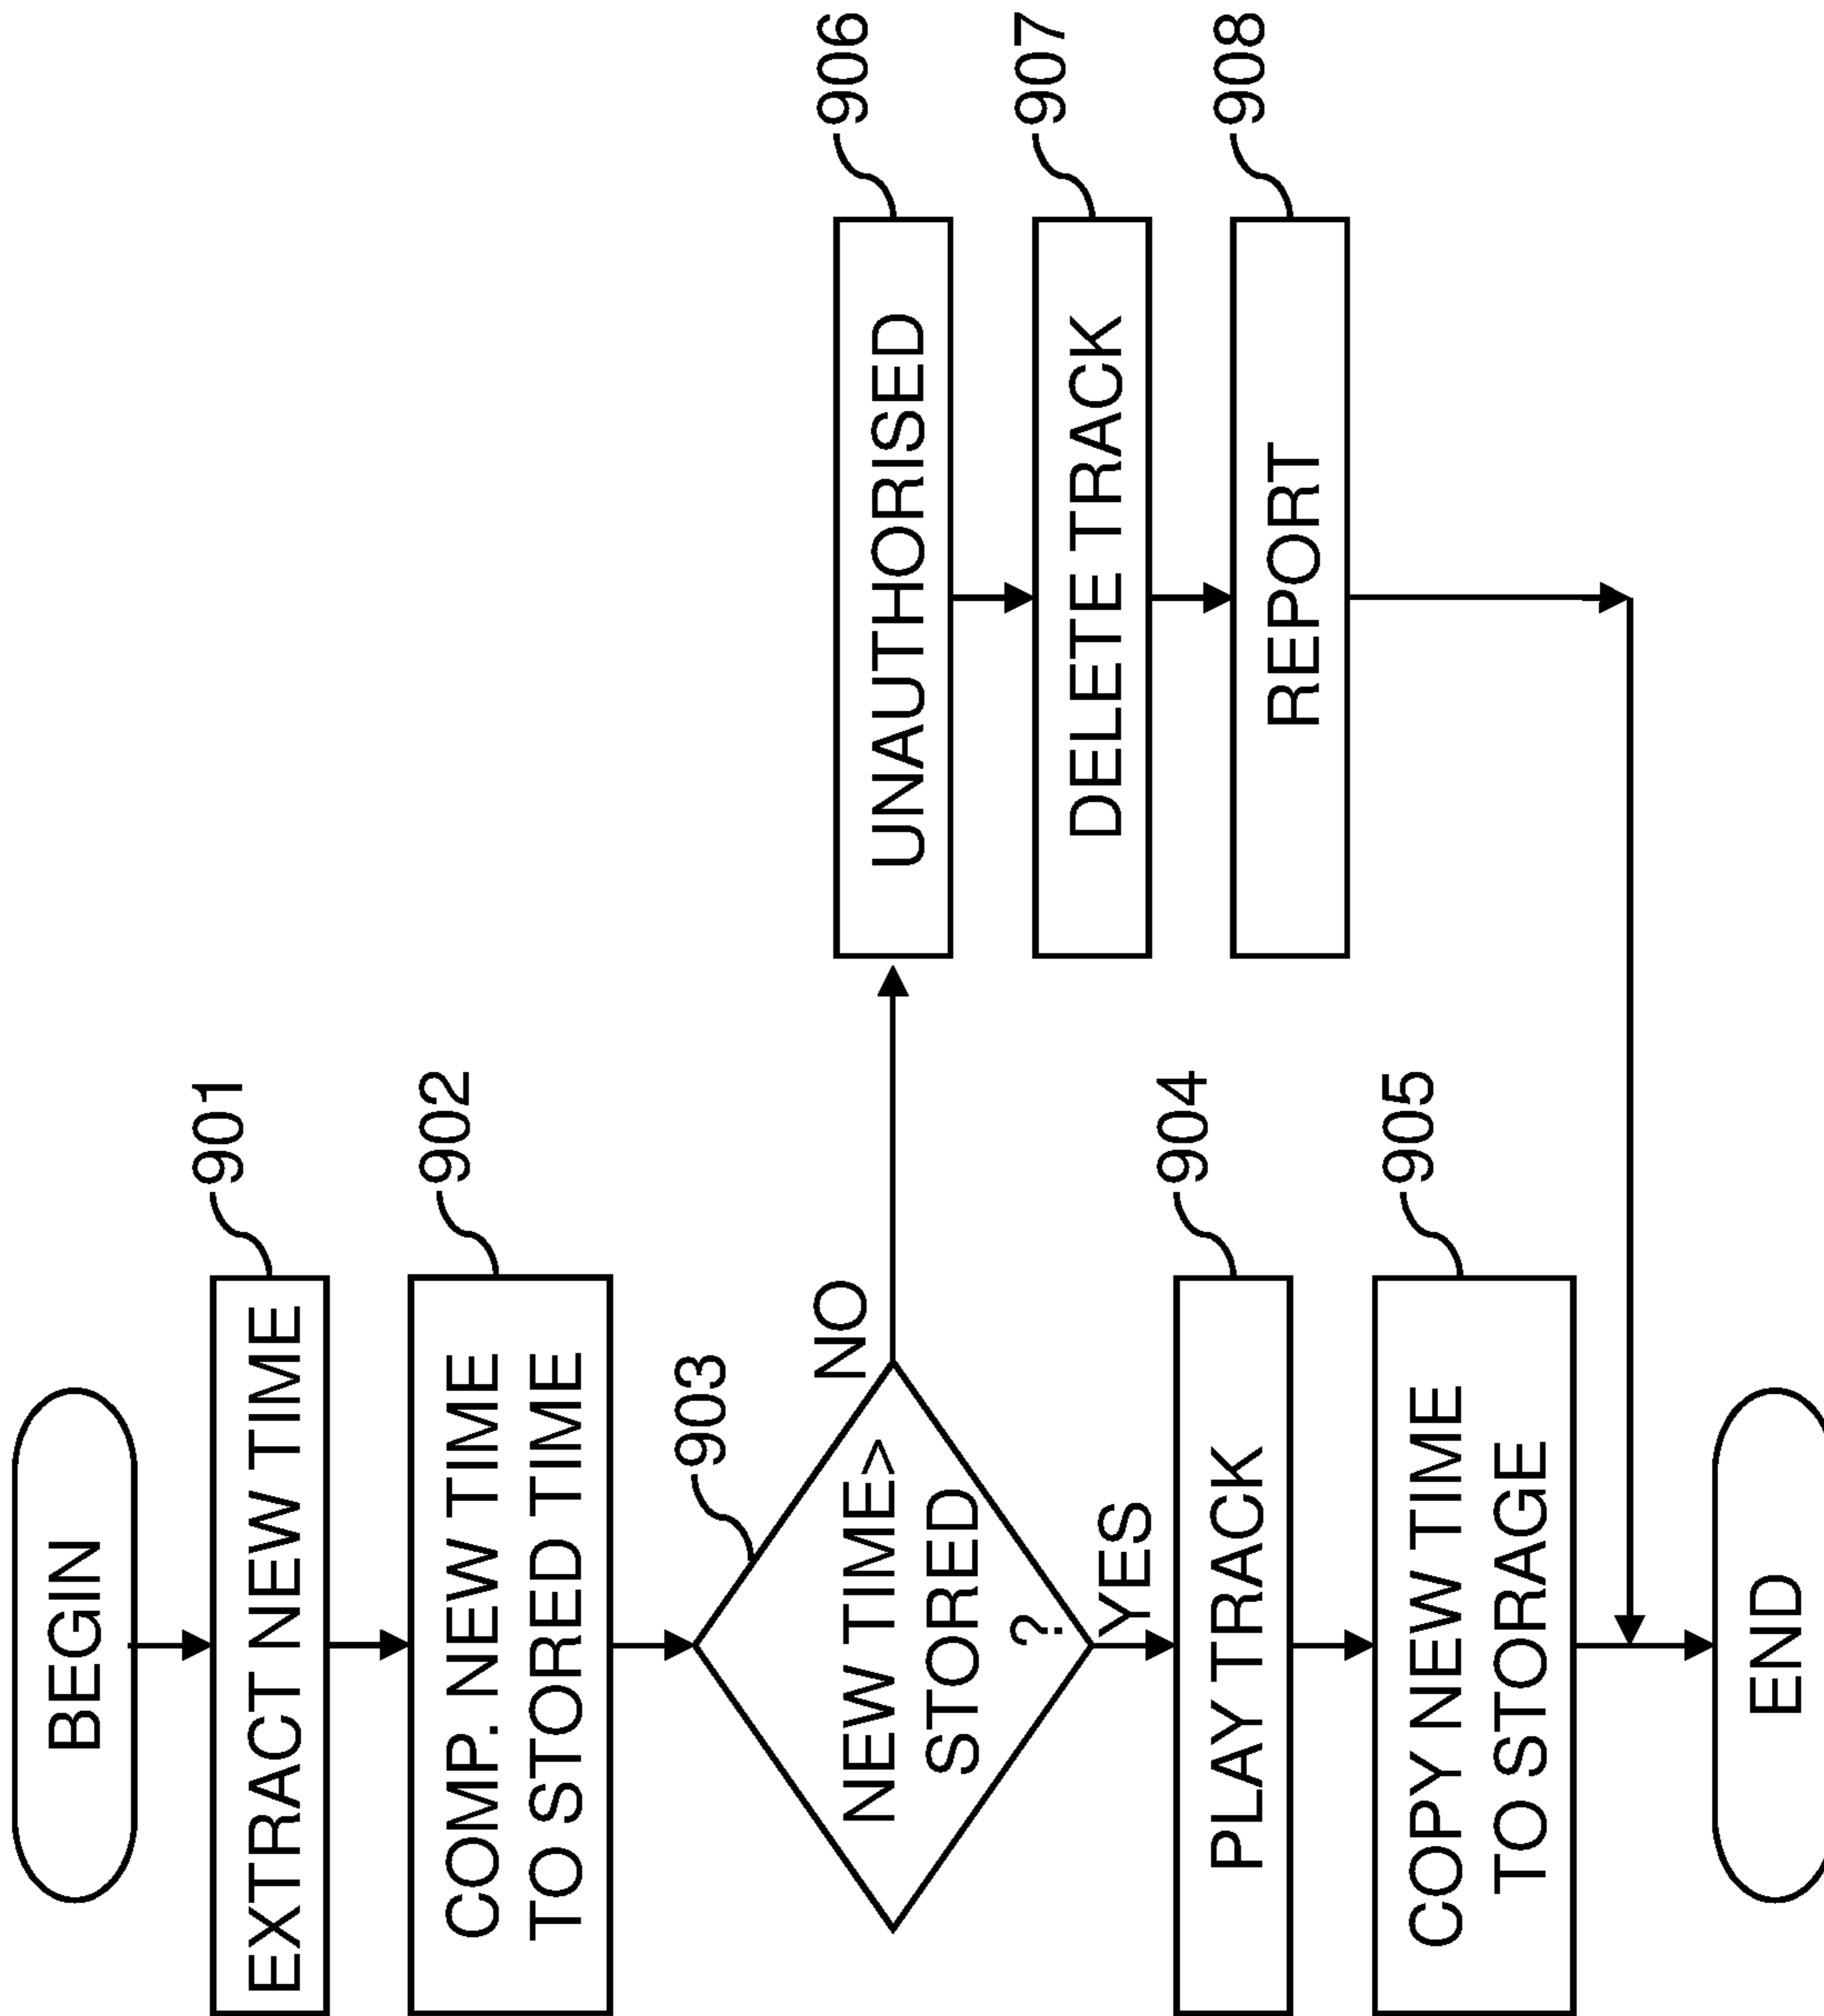 BEGIN
EXTRACT NEW TIME
901
COMP. NEW TIME
TO STORED TIME
902
903
NEW TIME>
STORED
?
NO
YES
PLAY TRACK
904
COPY NEW TIME
TO STORAGE
905
UNAUTHORISED
906
DELETE TRACK
907
REPORT
908
END